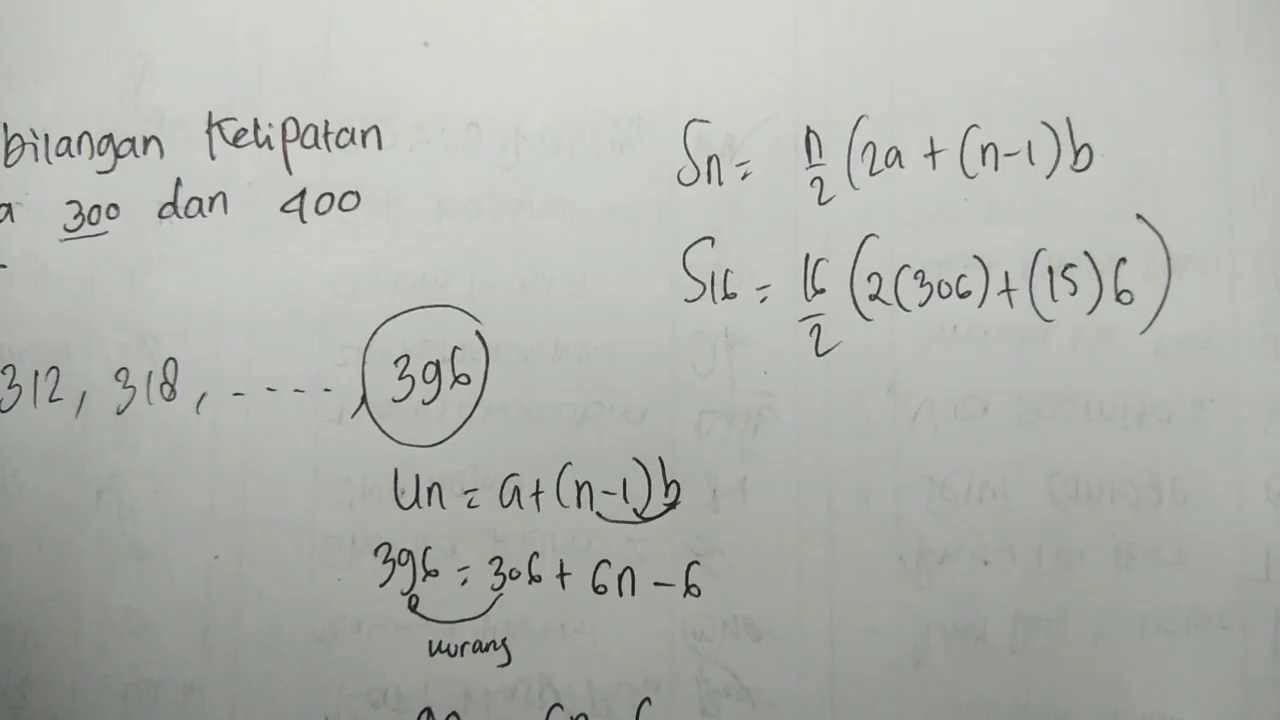 bilangan Kelipatan
a 300 dan 400
312, 318, ....., 396
Un = a+(n-1)b
396 = 306 + 6n - 6
kurang
Sn = n/2 (2a + (n-1)b
S16 = 16/2 (2(306) + (15)6)